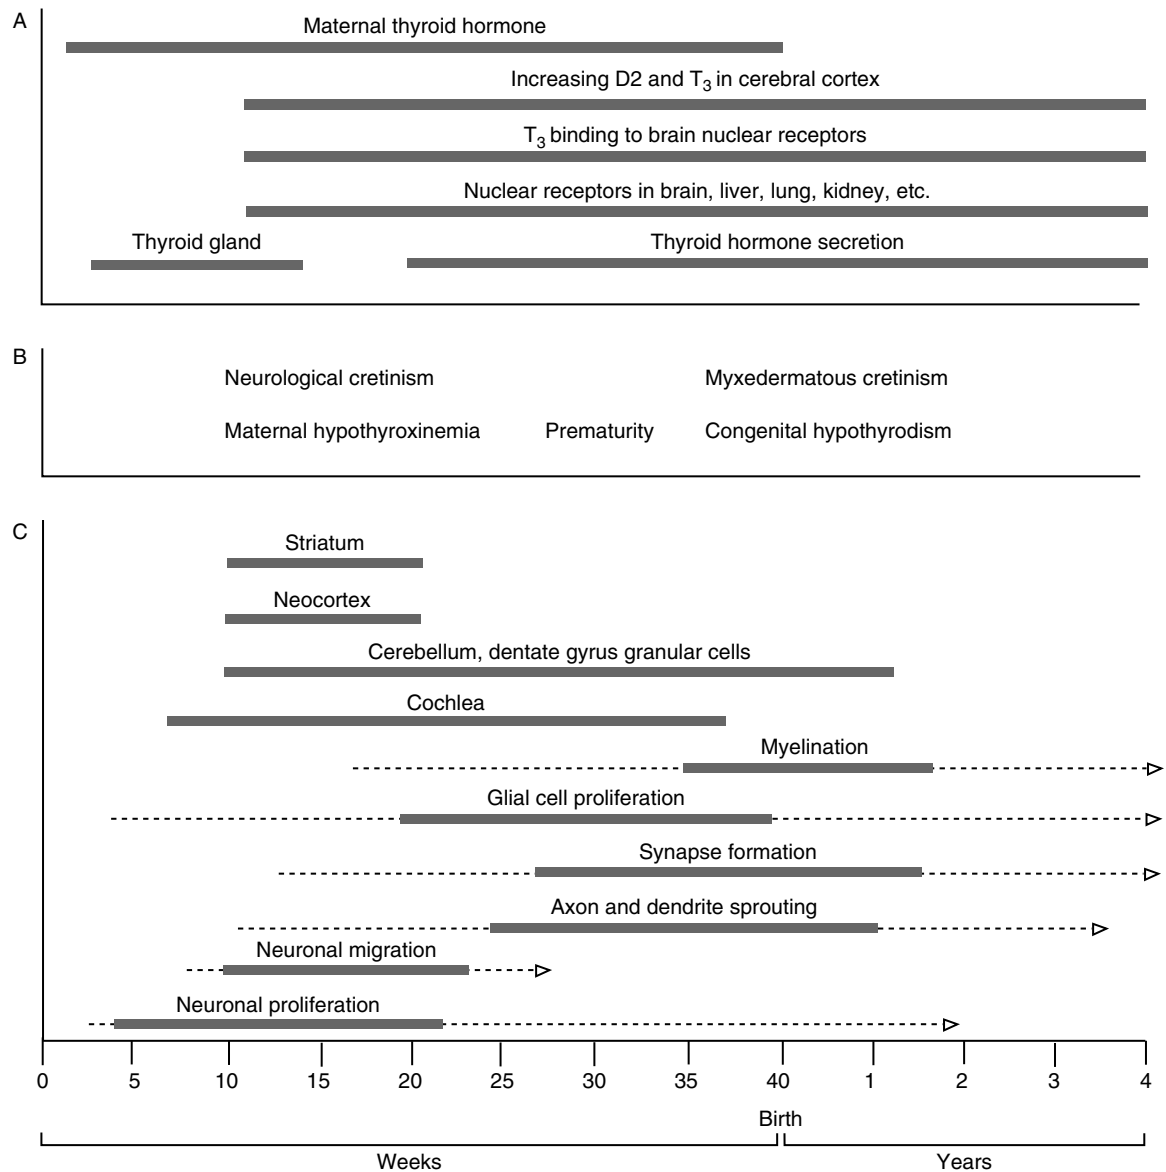 A
Maternal thyroid hormone
Increasing D2 and T3 in cerebral cortex
T3 binding to brain nuclear receptors
Nuclear receptors in brain, liver, lung, kidney, etc.
Thyroid gland Thyroid hormone secretion
B
Neurological cretinism Myxedermatous cretinism
Maternal hypothyroxinemia Prematurity Congenital hypothyrodism
C
Striatum
Neocortex
Cerebellum, dentate gyrus granular cells
Cochlea
Myelination
Glial cell proliferation
Synapse formation
Axon and dendrite sprouting
Neuronal migration
Neuronal proliferation
0 5 10 15 20 25 30 35 40 1 2 3 4
Birth
Weeks Years